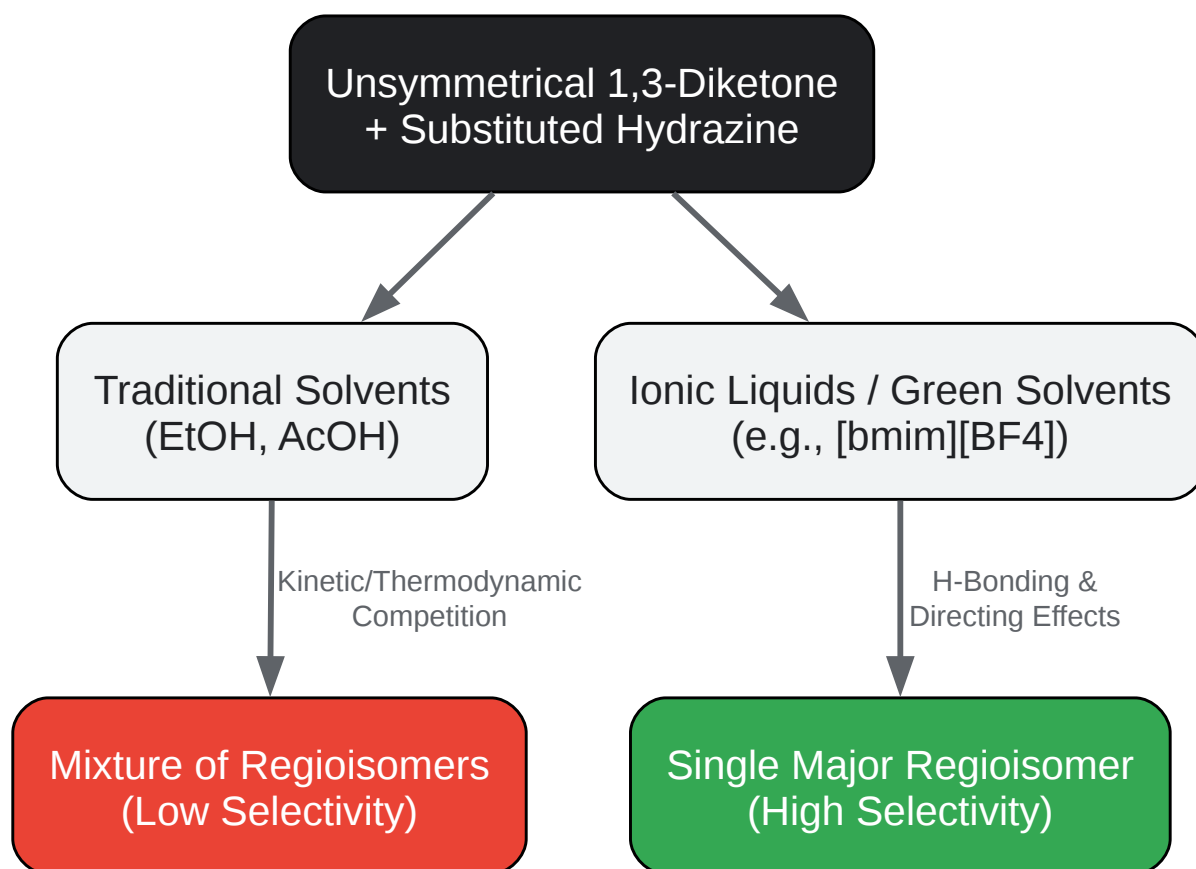 Unsymmetrical 1,3-Diketone
+ Substituted Hydrazine
Traditional Solvents
(EtOH, AcOH)
Ionic Liquids / Green Solvents
(e.g., [bmim][BF4])
Kinetic/Thermodynamic
Competition
H-Bonding &
Directing Effects
Mixture of Regioisomers
(Low Selectivity)
Single Major Regioisomer
(High Selectivity)